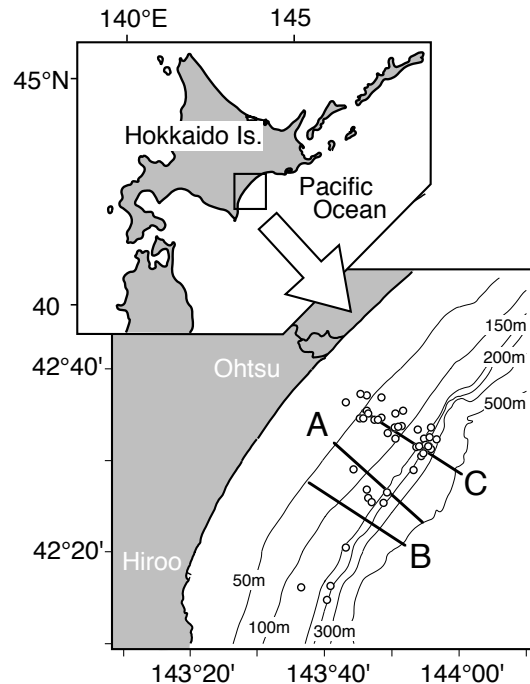 140°E
145
45°N
Hokkaido Is.
Pacific
Ocean
40
150m
200m
500m
42°40'
Ohtsu
A
C
B
42°20'
Hiroo
50m
100m
300m
143°20'
143°40'
144°00'